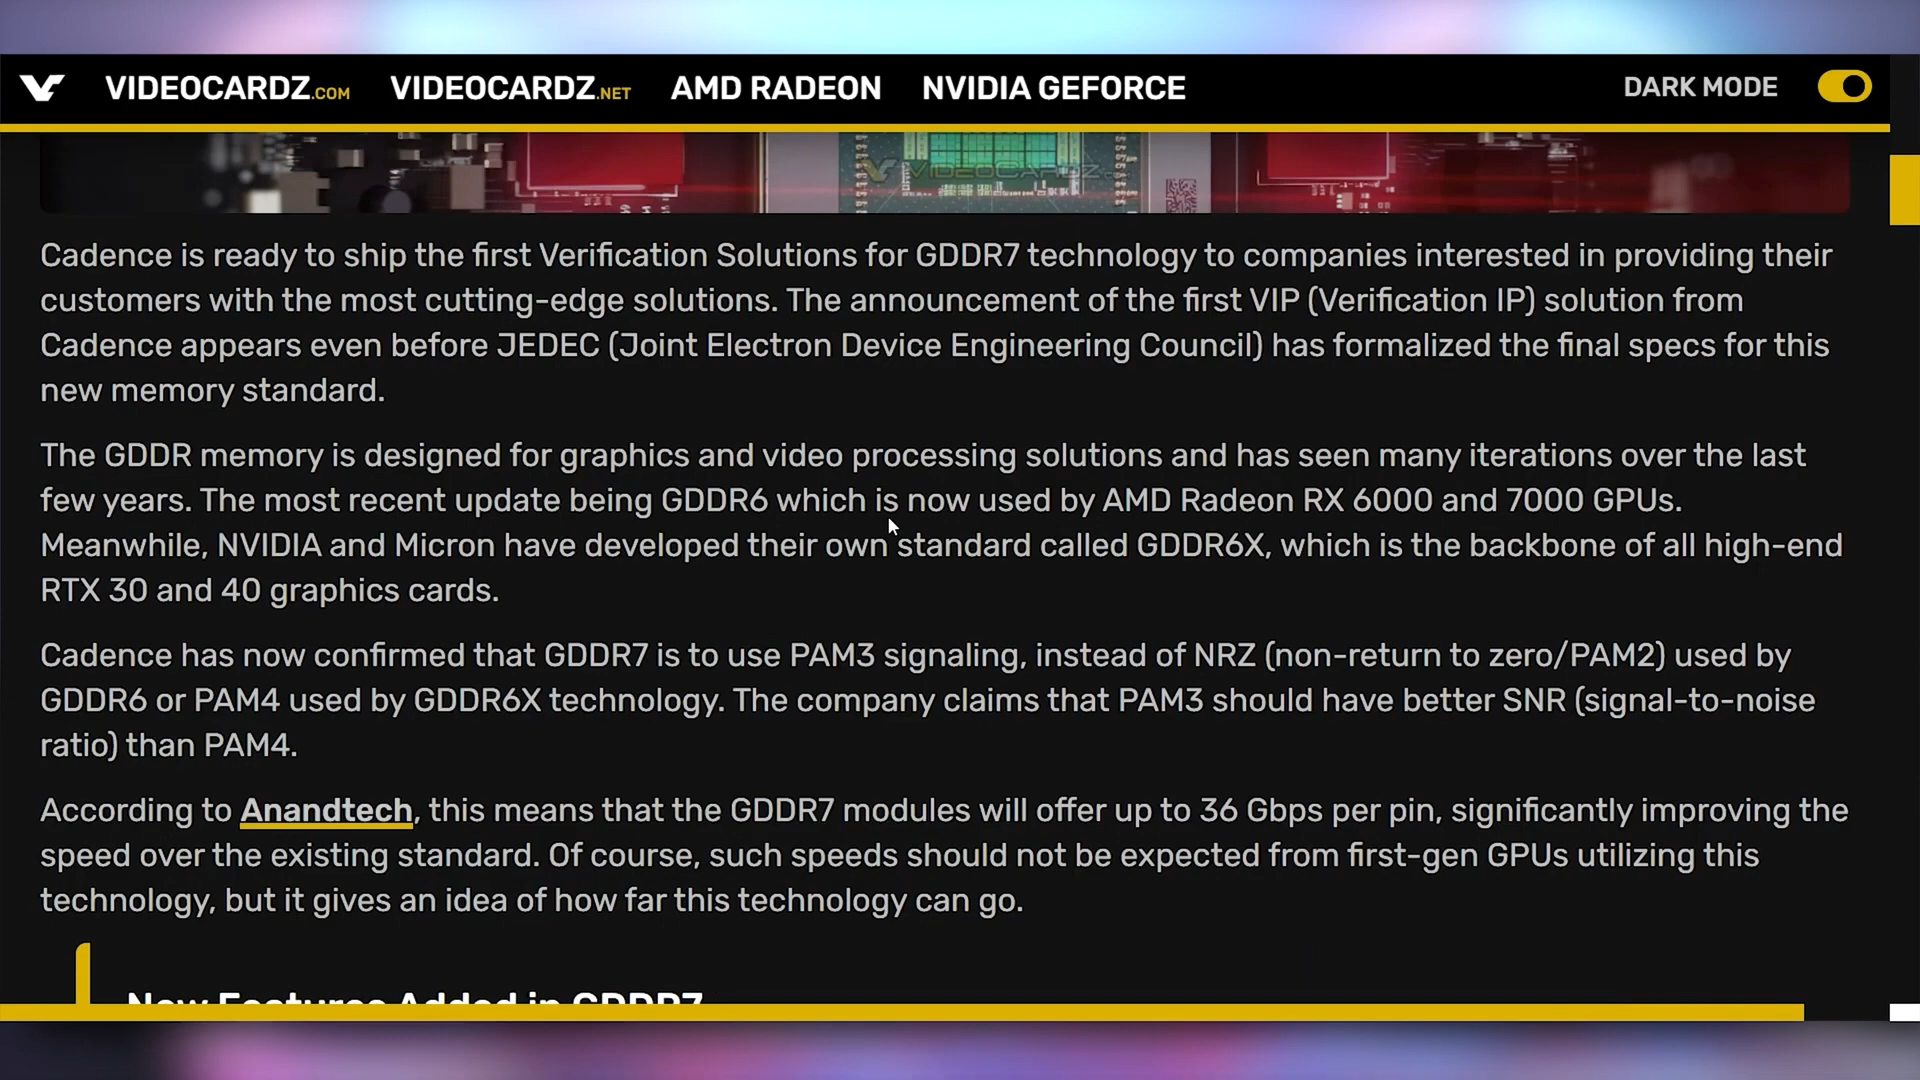 VIDEOCARDZ.COM VIDEOCARDZ.NET AMD RADEON NVIDIA GEFORCE DARK MODE
VIDEOCARDZ
Cadence is ready to ship the first Verification Solutions for GDDR7 technology to companies interested in providing their
customers with the most cutting-edge solutions. The announcement of the first VIP (Verification IP) solution from
Cadence appears even before JEDEC (Joint Electron Device Engineering Council) has formalized the final specs for this
new memory standard.
The GDDR memory is designed for graphics and video processing solutions and has seen many iterations over the last
few years. The most recent update being GDDR6 which is now used by AMD Radeon RX 6000 and 7000 GPUs.
Meanwhile, NVIDIA and Micron have developed their own standard called GDDR6X, which is the backbone of all high-end
RTX 30 and 40 graphics cards.
Cadence has now confirmed that GDDR7 is to use PAM3 signaling, instead of NRZ (non-return to zero/PAM2) used by
GDDR6 or PAM4 used by GDDR6X technology. The company claims that PAM3 should have better SNR (signal-to-noise
ratio) than PAM4.
According to Anandtech, this means that the GDDR7 modules will offer up to 36 Gbps per pin, significantly improving the
speed over the existing standard. Of course, such speeds should not be expected from first-gen GPUs utilizing this
technology, but it gives an idea of how far this technology can go.
New Features Added in GDDR7